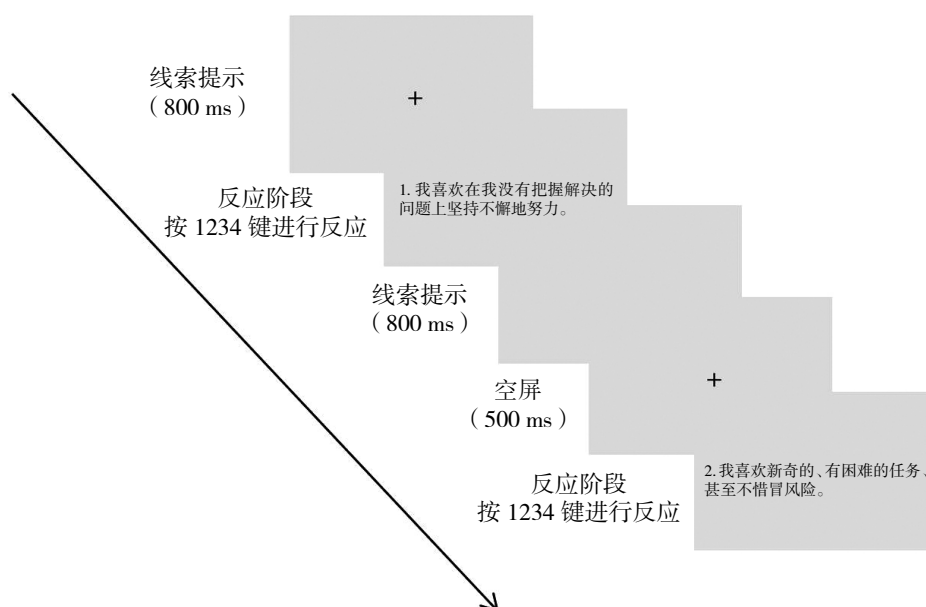 线索提示
（800 ms）
+
反应阶段
按 1234 键进行反应
1. 我喜欢在我没有把握解决的
问题上坚持不懈地努力。
线索提示
（800 ms）
空屏
（500 ms）
+
反应阶段
按 1234 键进行反应
2. 我喜欢新奇的、有困难的任务、
甚至不惜冒风险。